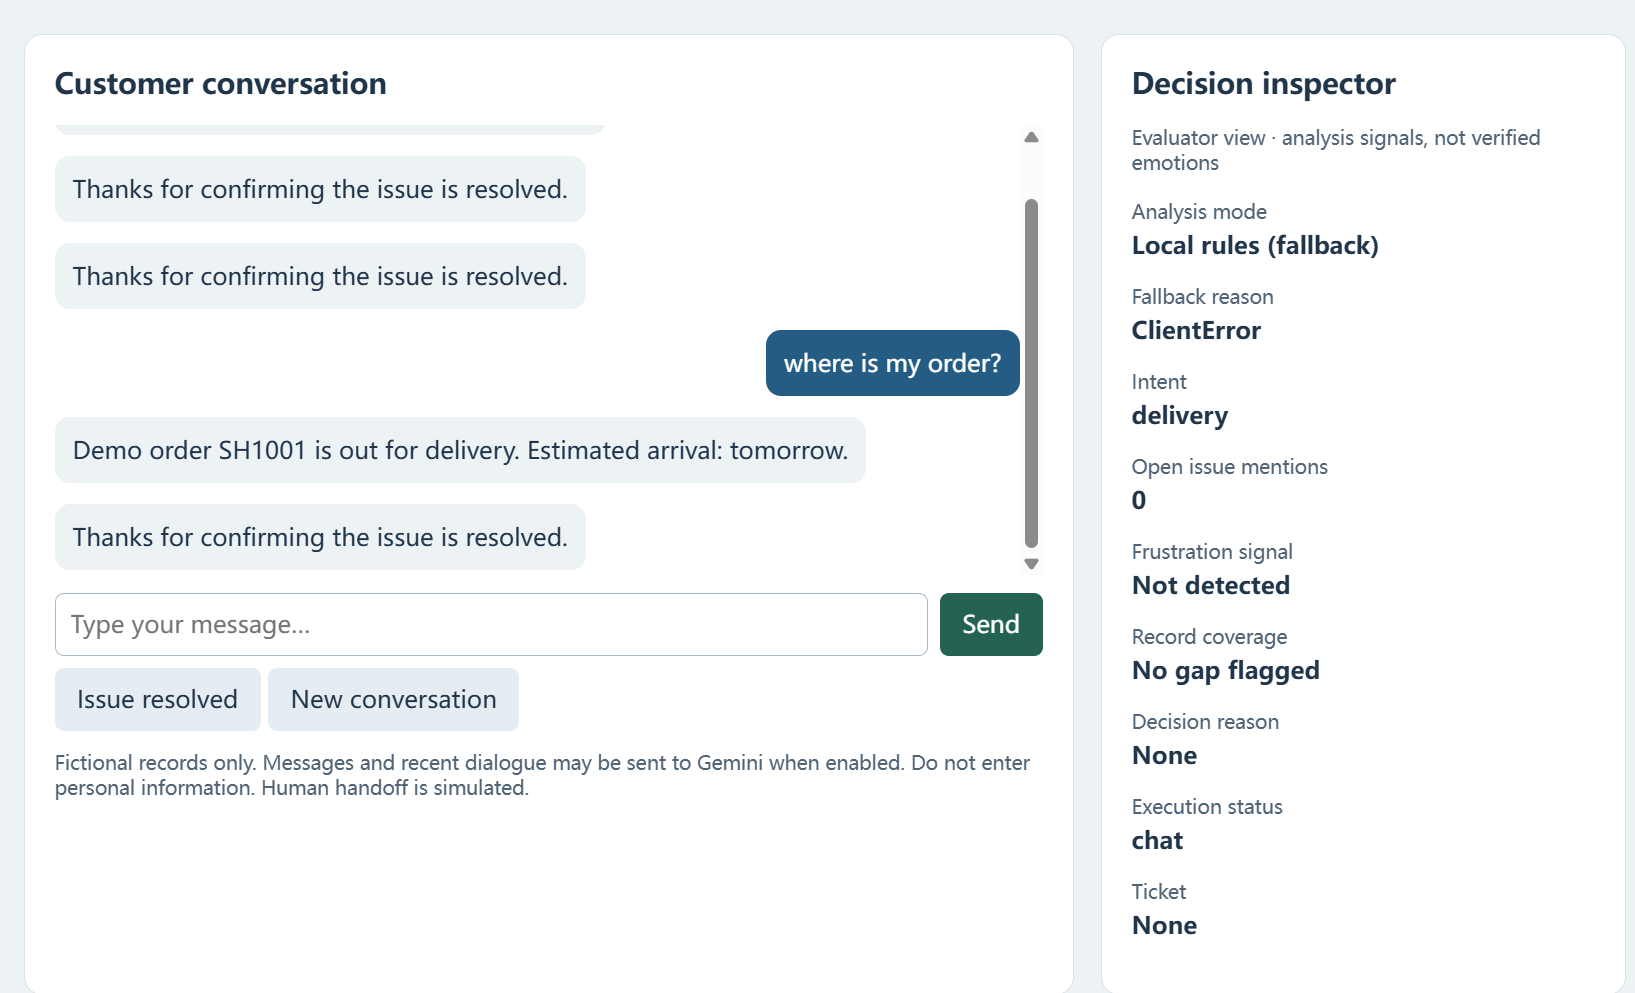 Customer conversation
Thanks for confirming the issue is resolved.
Thanks for confirming the issue is resolved.
where is my order?
Demo order SH1001 is out for delivery. Estimated arrival: tomorrow.
Thanks for confirming the issue is resolved.
Type your message...
Send
Issue resolved
New conversation
Fictional records only. Messages and recent dialogue may be sent to Gemini when enabled. Do not enter
personal information. Human handoff is simulated.
Decision inspector
Evaluator view · analysis signals, not verified
emotions
Analysis mode
Local rules (fallback)
Fallback reason
ClientError
Intent
delivery
Open issue mentions
0
Frustration signal
Not detected
Record coverage
No gap flagged
Decision reason
None
Execution status
chat
Ticket
None